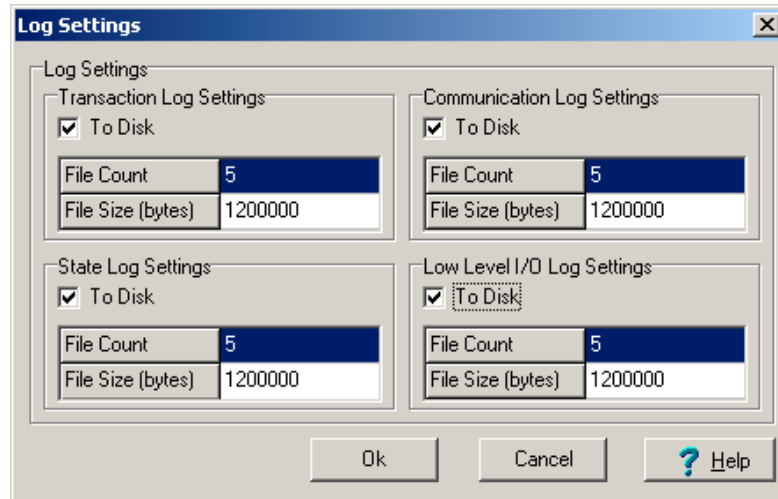 Log Settings
Log Settings
Transaction Log Settings
To Disk
File Count 5
File Size (bytes) 1200000
Communication Log Settings
To Disk
File Count 5
File Size (bytes) 1200000
State Log Settings
To Disk
File Count 5
File Size (bytes) 1200000
Low Level I/O Log Settings
To Disk
File Count 5
File Size (bytes) 1200000
Ok Cancel ? Help